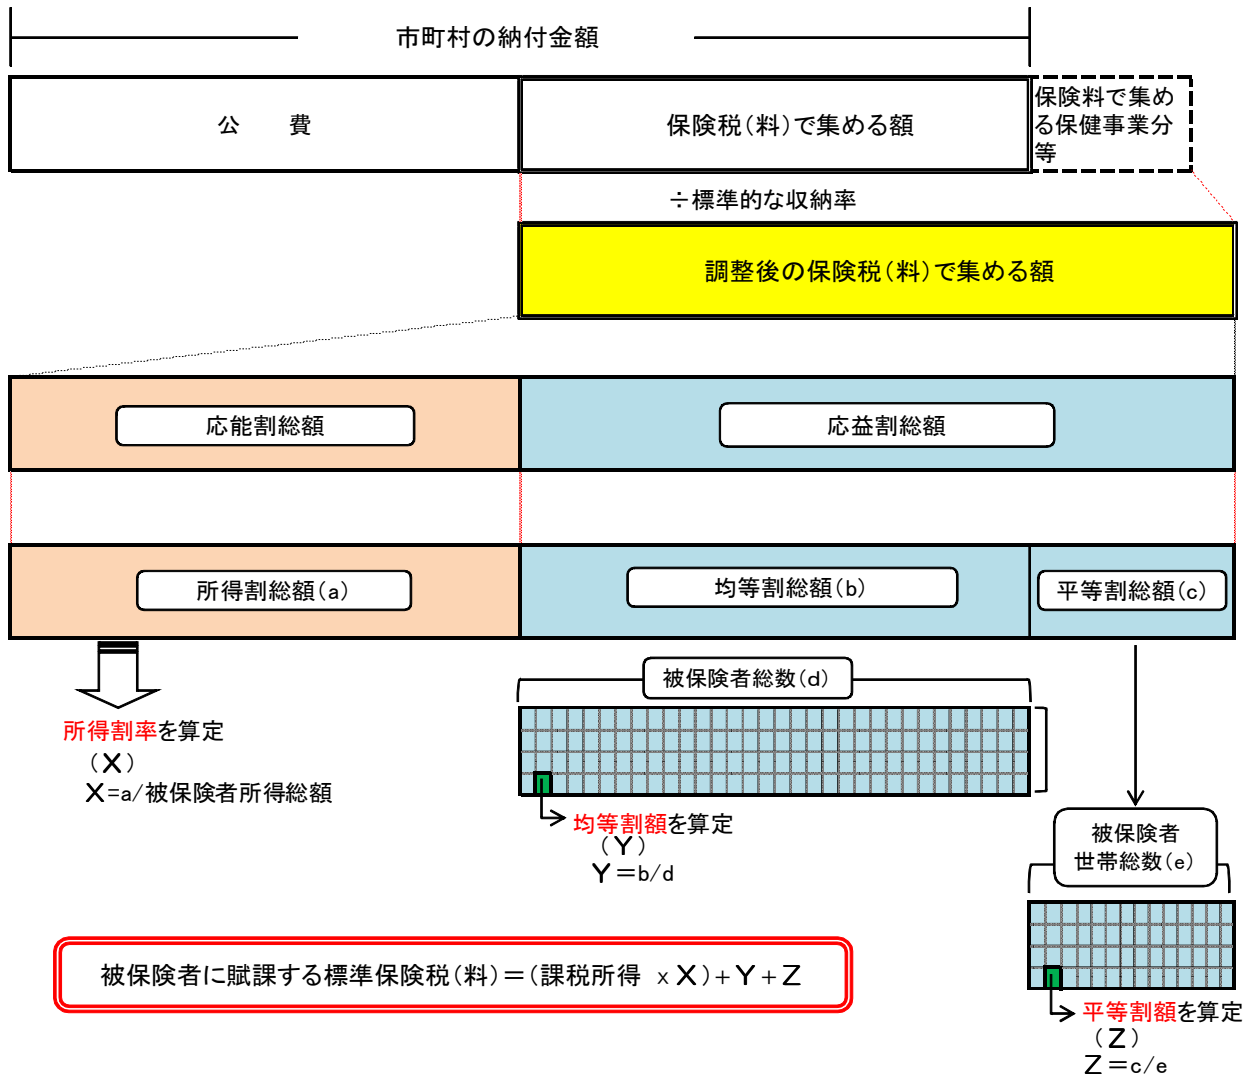 市町村の納付金額
公　　費
保険税(料)で集める額
保険料で集め
る保健事業分
等
÷標準的な収納率
調整後の保険税(料)で集める額
応能割総額
応益割総額
所得割総額(a)
均等割総額(b)
平等割総額(c)
被保険者総数(d)
所得割率を算定
(X)
X=a/被保険者所得総額
均等割額を算定
(Y)
Y=b/d
被保険者
世帯総数(e)
被保険者に賦課する標準保険税(料)=(課税所得 x X)+Y+Z
平等割額を算定
(Z)
Z=c/e